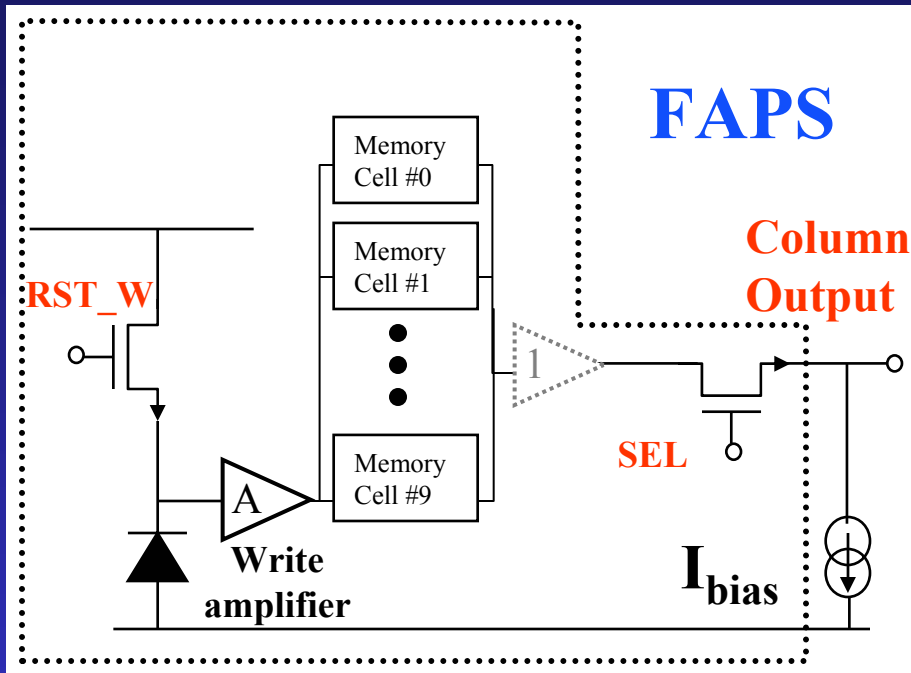 FAPS
Memory
Cell #0
Memory
Cell #1
Column
Output
RST_W
1
SEL
Memory
Cell #9
A
Write
amplifier
Ibias